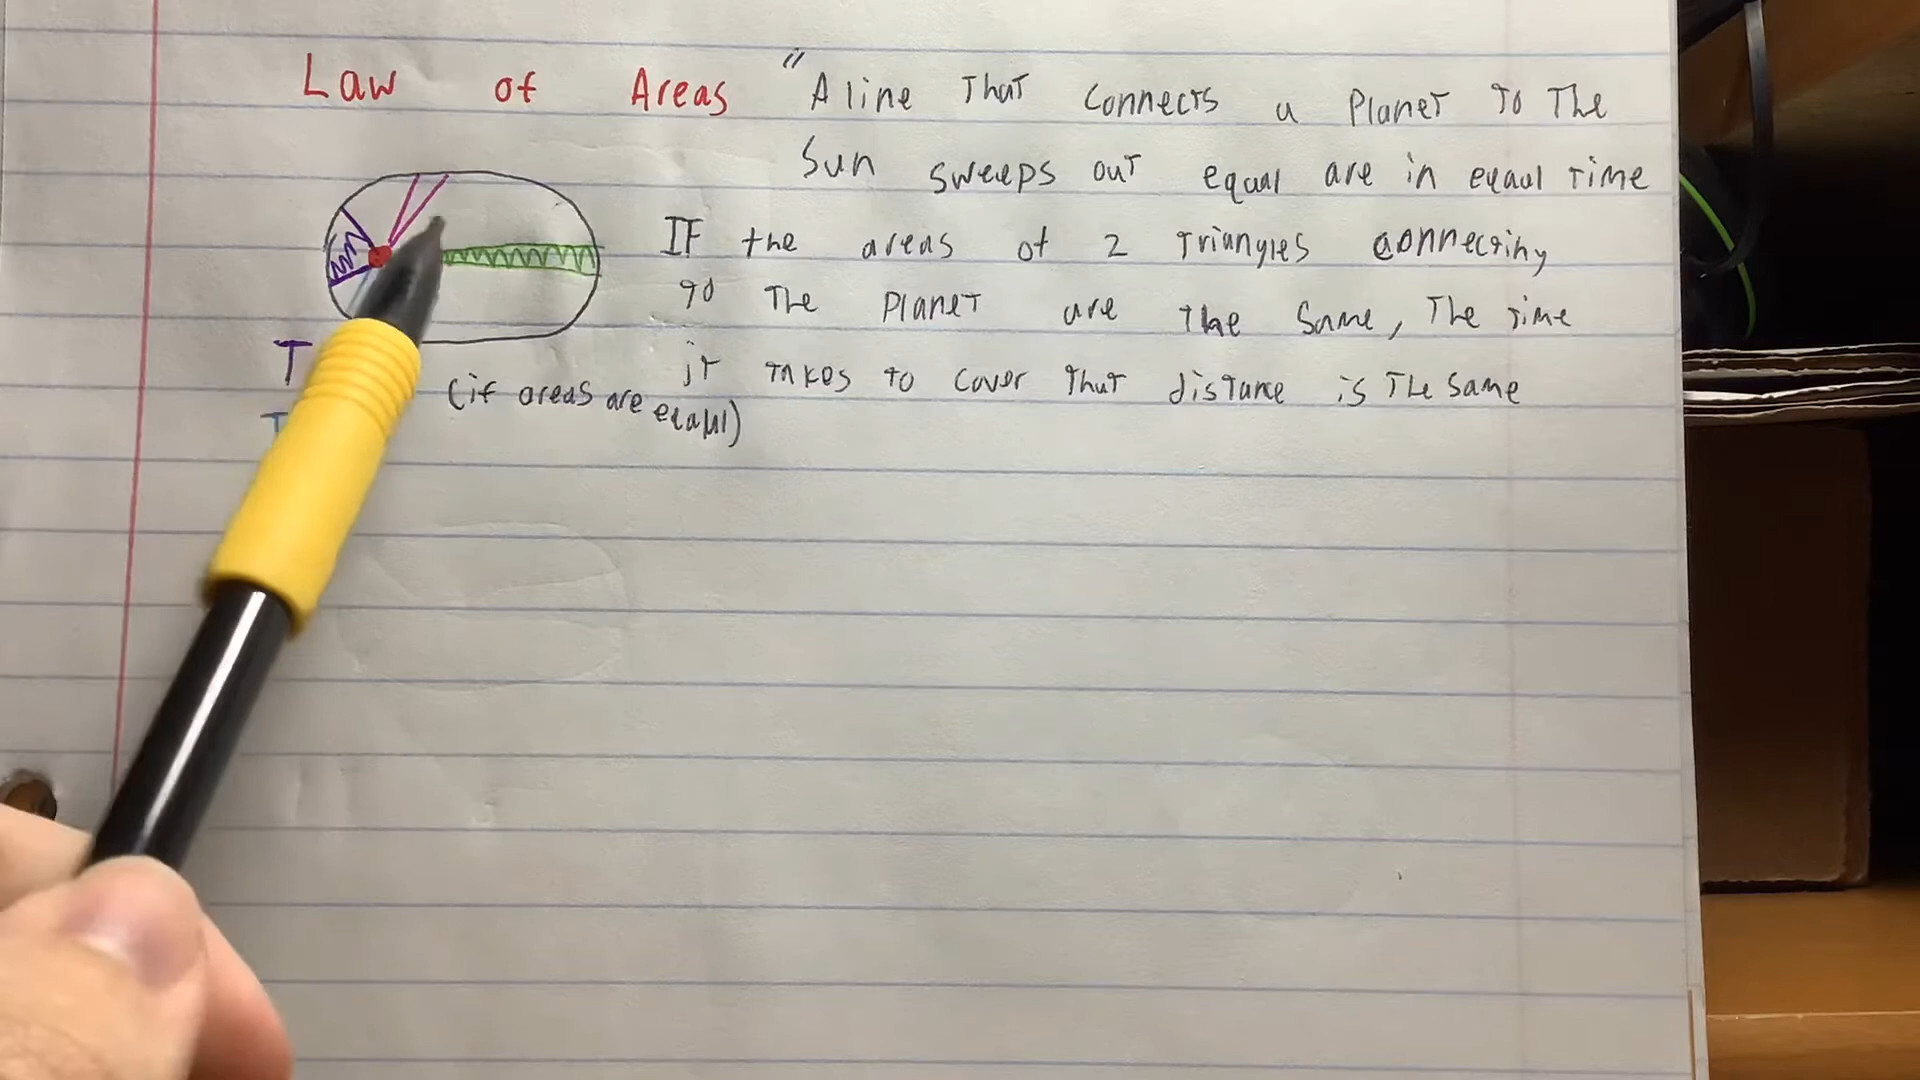 Law of Areas "A line That Connects a Planet To The
Sun sweeps out equal are in equal time
IF the areas of 2 Triangles connecting
to The Planet are the same, The time
it takes to cover that distance is The same
T
T
(if areas are equal)